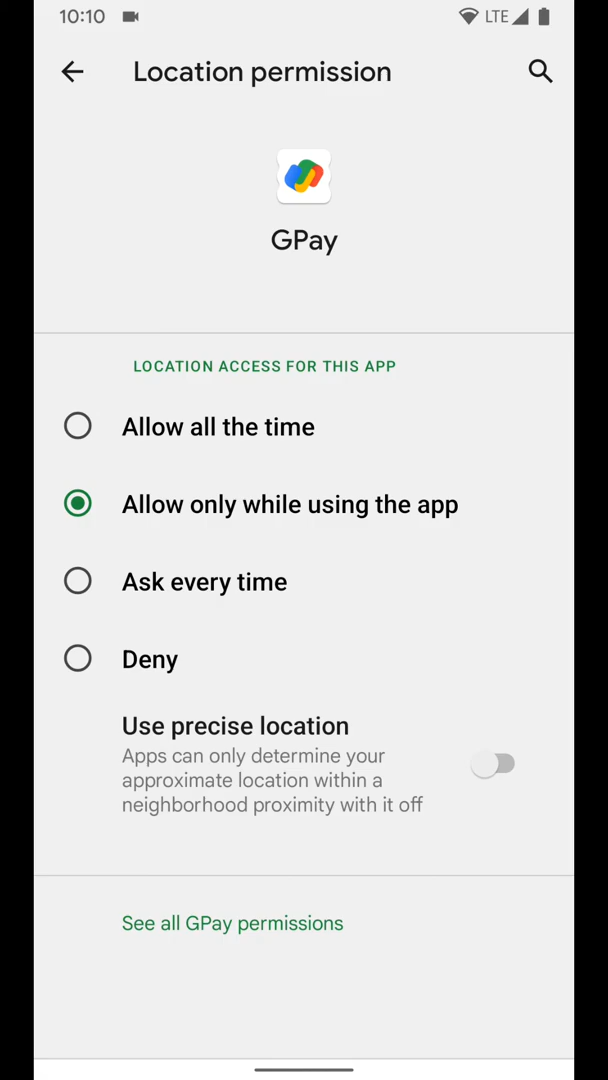 10:10
LTE
Location permission
GPay
LOCATION ACCESS FOR THIS APP
Allow all the time
Allow only while using the app
Ask every time
Deny
Use precise location
Apps can only determine your
approximate location within a
neighborhood proximity with it off
See all GPay permissions